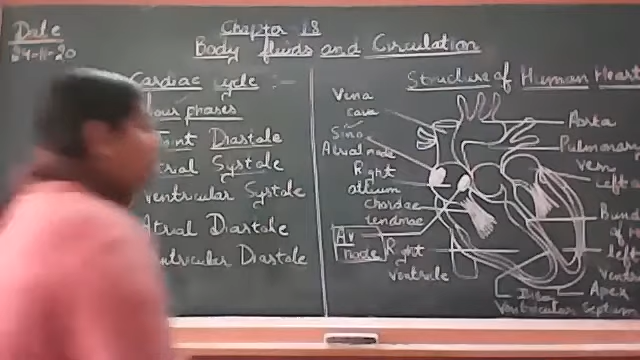 Date
24-11-20
Chapter 18
Body fluids and Circulation
Cardiac cycle :-
four phases
Joint Diastole
Atrial Systole
Ventricular Systole
Atrial Diastole
Ventricular Diastole
Structure of Human Heart
Vena
cava
Sino
Atrial node
Right
atrium
Chordae
tendinae
AV
node
Right
Ventricle
Aorta
Pulmonary
Vein
Left
Left
Apex
Ventricular Septum